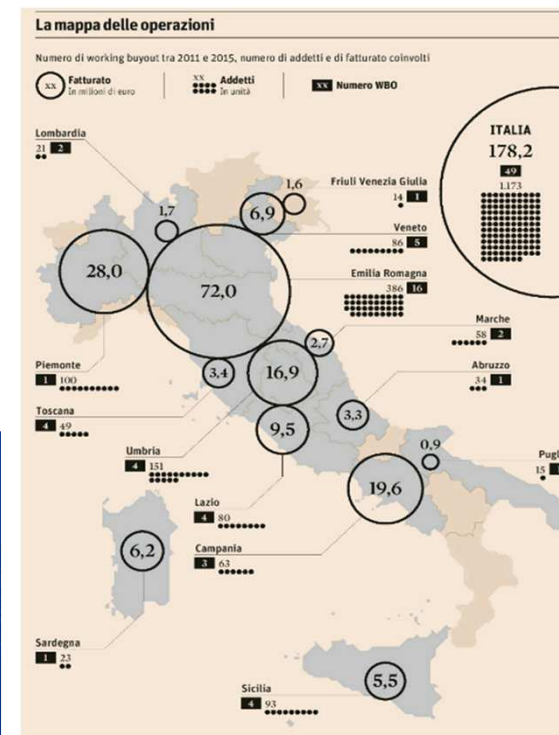 La mappa delle operazioni
Numero di working buyout tra 2011 e 2015, numero di addetti e di fatturato coinvolti
xx Fatturato
In milioni di euro
xx Addetti
In unità
xx Numero WBO
ITALIA
178,2
49
1.173
Lombardia
21 2
1,7
Friuli Venezia Giulia
14 1
1,6
Veneto
86 5
6,9
Emilia Romagna
386 16
72,0
28,0
Marche
58 2
2,7
Piemonte
1 100
Abruzzo
34 1
3,4
16,9
3,3
Toscana
4 49
9,5
Umbria
4 151
0,9
Pugl
15
19,6
Lazio
4 80
Campania
3 63
6,2
Sardegna
1 23
Sicilia
4 93
5,5